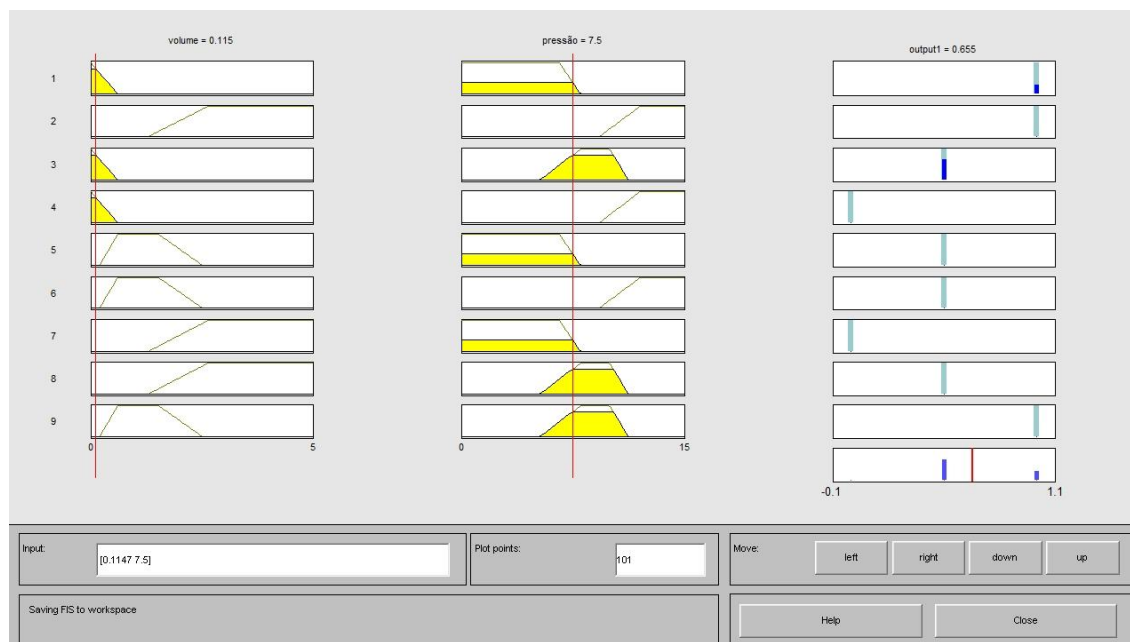 volume = 0.115
pressão = 7.5
output1 = 0.655
1
2
3
4
5
6
7
8
9
0
5
0
15
-0.1
1.1
Input:
[0.1147 7.5]
Plot points:
101
Move:
left
right
down
up
Saving FIS to workspace
Help
Close